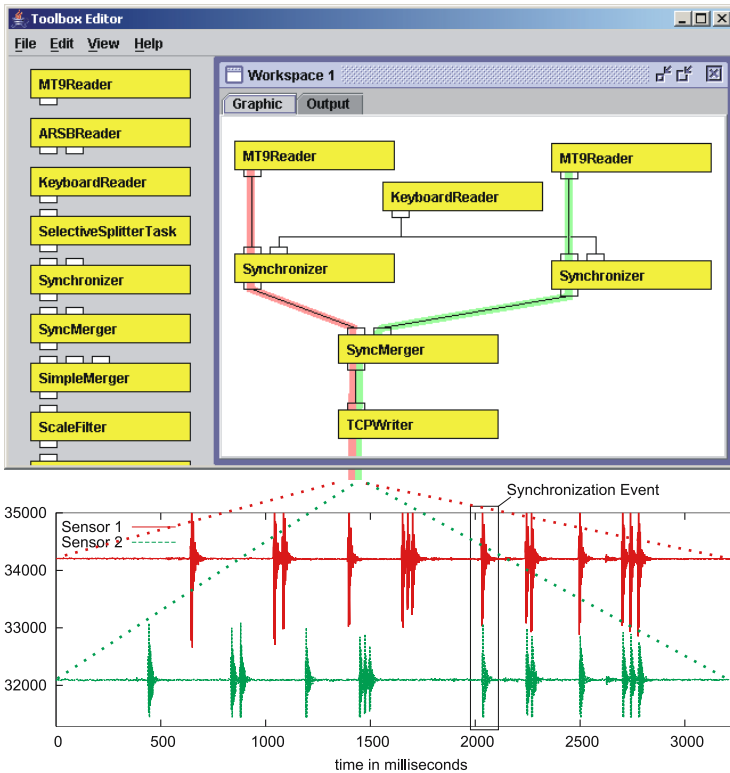 Toolbox Editor
File Edit View Help
MT9Reader
ARSBReader
KeyboardReader
SelectiveSplitterTask
Synchronizer
SyncMerger
SimpleMerger
ScaleFilter
Workspace 1
Graphic Output
MT9Reader
MT9Reader
KeyboardReader
Synchronizer
Synchronizer
SyncMerger
TCPWriter
Synchronization Event
35000
Sensor 1
Sensor 2
34000
33000
32000
0 500 1000 1500 2000 2500 3000
time in milliseconds